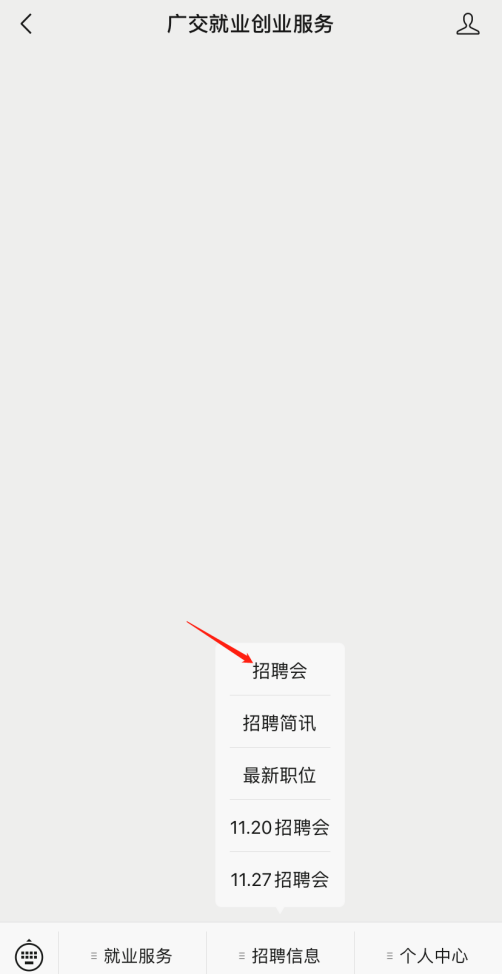 广交就业创业服务
招聘会
招聘简讯
最新职位
11.20招聘会
11.27招聘会
就业服务
招聘信息
个人中心